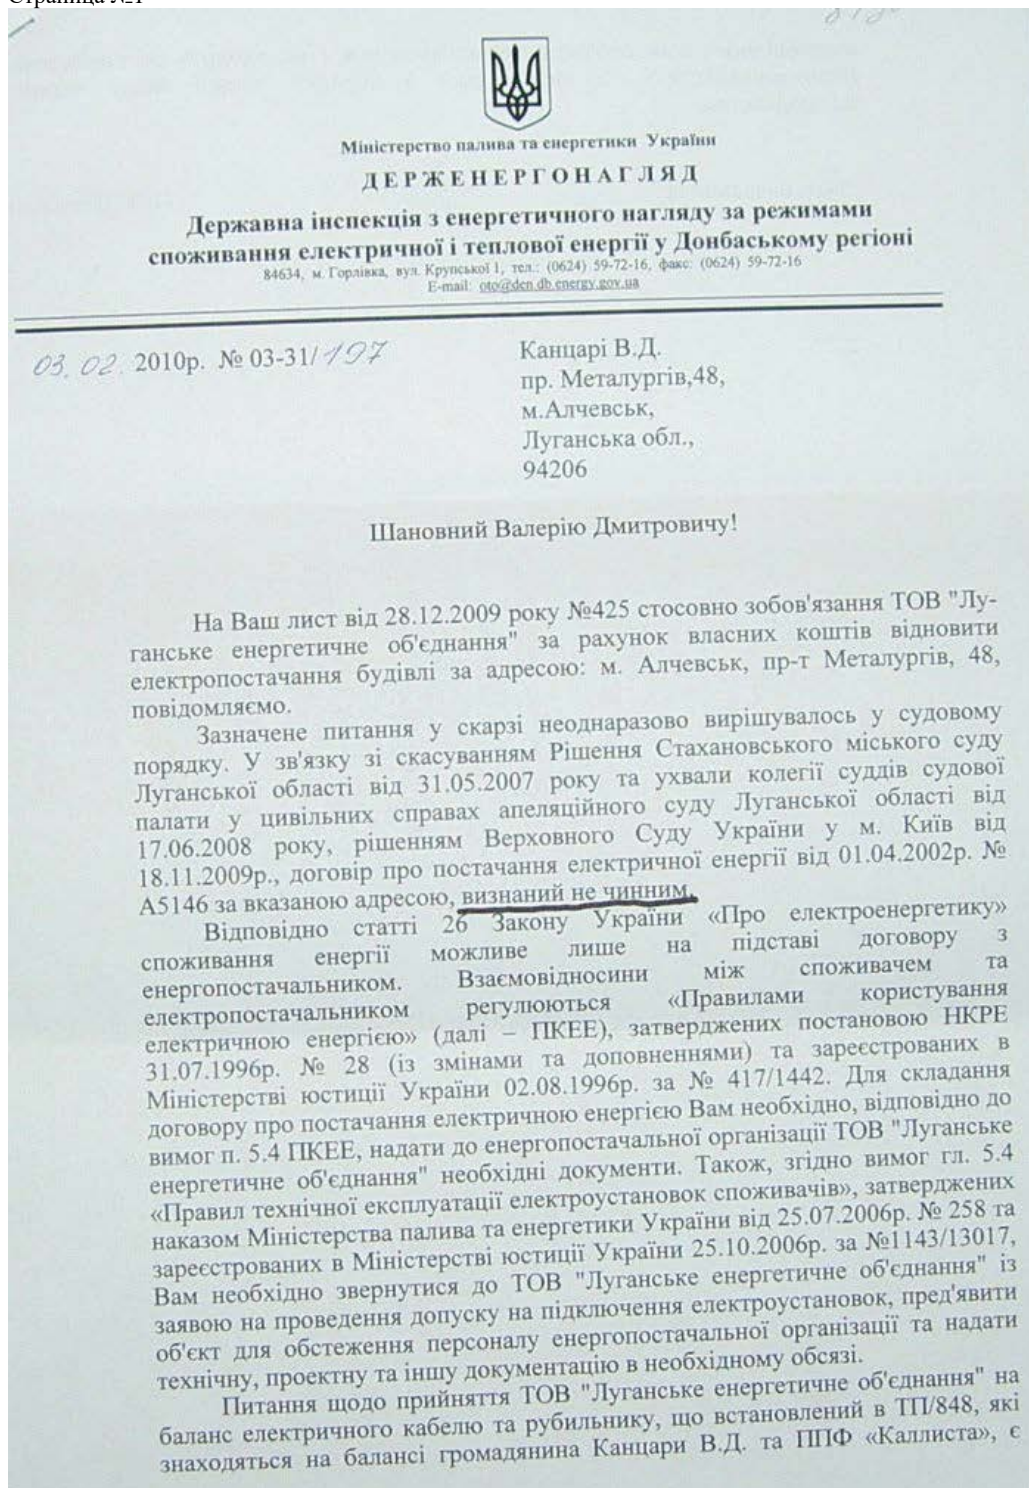 Страница №1
Міністерство палива та енергетики України
ДЕРЖЕНЕРГОНАГЛЯД
Державна інспекція з енергетичного нагляду за режимами
споживання електричної і теплової енергії у Донбаському регіоні
84634, м. Горлівка, вул. Крупської 1, тел.: (0624) 59-72-16, факс: (0624) 59-72-16
E-mail: oto@den.db.energy.gov.ua
03.02. 2010р. № 03-31/197
Канцарі В.Д.
пр. Металургів,48,
м.Алчевськ,
Луганська обл.,
94206
Шановний Валерію Дмитровичу!
На Ваш лист від 28.12.2009 року №425 стосовно зобов'язання ТОВ "Лу-
ганське енергетичне об'єднання" за рахунок власних коштів відновити
електропостачання будівлі за адресою: м. Алчевськ, пр-т Металургів, 48,
повідомляємо.
Зазначене питання у скарзі неоднаразово вирішувалось у судовому
порядку. У зв'язку зі скасуванням Рішення Стахановського міського суду
Луганської області від 31.05.2007 року та ухвали колегії суддів судової
палати у цивільних справах апеляційного суду Луганської області від
17.06.2008 року, рішенням Верховного Суду України у м. Київ від
18.11.2009р., договір про постачання електричної енергії від 01.04.2002р. №
А5146 за вказаною адресою, визнаний не чинним.
Відповідно статті 26 Закону України «Про електроенергетику»
споживання енергії можливе лише на підставі договору з
енергопостачальником. Взаємовідносини між споживачем та
електропостачальником регулюються «Правилами користування
електричною енергією» (далі – ПКЕЕ), затверджених постановою НКРЕ
31.07.1996р. № 28 (із змінами та доповненнями) та зареєстрованих в
Міністерстві юстиції України 02.08.1996р. за № 417/1442. Для складання
договору про постачання електричною енергією Вам необхідно, відповідно до
вимог п. 5.4 ПКЕЕ, надати до енергопостачальної організації ТОВ "Луганське
енергетичне об'єднання" необхідні документи. Також, згідно вимог гл. 5.4
«Правил технічної експлуатації електроустановок споживачів», затверджених
наказом Міністерства палива та енергетики України від 25.07.2006р. № 258 та
зареєстрованих в Міністерстві юстиції України 25.10.2006р. за №1143/13017,
Вам необхідно звернутися до ТОВ "Луганське енергетичне об'єднання" із
заявою на проведення допуску на підключення електроустановок, пред'явити
об'єкт для обстеження персоналу енергопостачальної організації та надати
технічну, проектну та іншу документацію в необхідному обсязі.
Питання щодо прийняття ТОВ "Луганське енергетичне об'єднання" на
баланс електричного кабелю та рубильнику, що встановлений в ТП/848, які
знаходяться на балансі громадянина Канцари В.Д. та ППФ «Каллиста», є